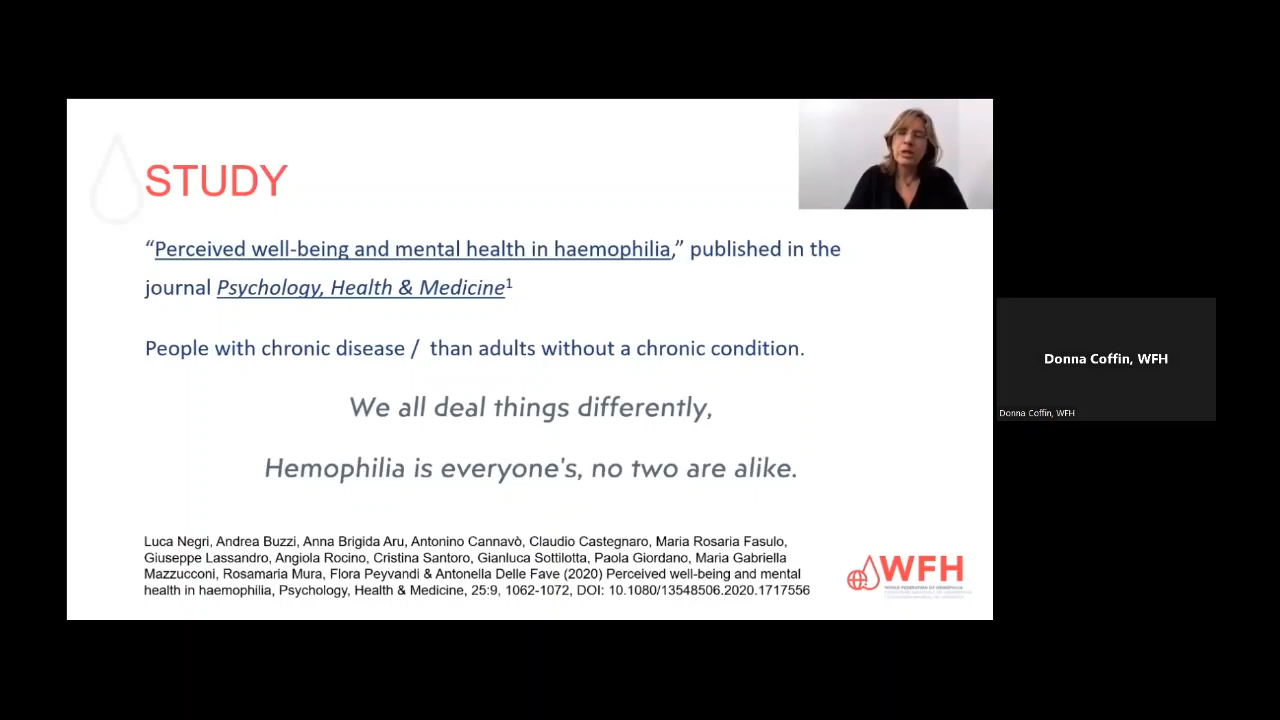 STUDY
“Perceived well-being and mental health in haemophilia,” published in the
journal Psychology, Health & Medicine1
People with chronic disease / than adults without a chronic condition.
We all deal things differently,
Hemophilia is everyone's, no two are alike.
Luca Negri, Andrea Buzzi, Anna Brigida Aru, Antonino Cannavò, Claudio Castegnaro, Maria Rosaria Fasulo,
Giuseppe Lassandro, Angiola Rocino, Cristina Santoro, Gianluca Sottilotta, Paola Giordano, Maria Gabriella
Mazzucconi, Rosamaria Mura, Flora Peyvandi & Antonella Delle Fave (2020) Perceived well-being and mental
health in haemophilia, Psychology, Health & Medicine, 25:9, 1062-1072, DOI: 10.1080/13548506.2020.1717556
WFH
WORLD FEDERATION OF HEMOPHILIA
Donna Coffin, WFH
Donna Coffin, WFH